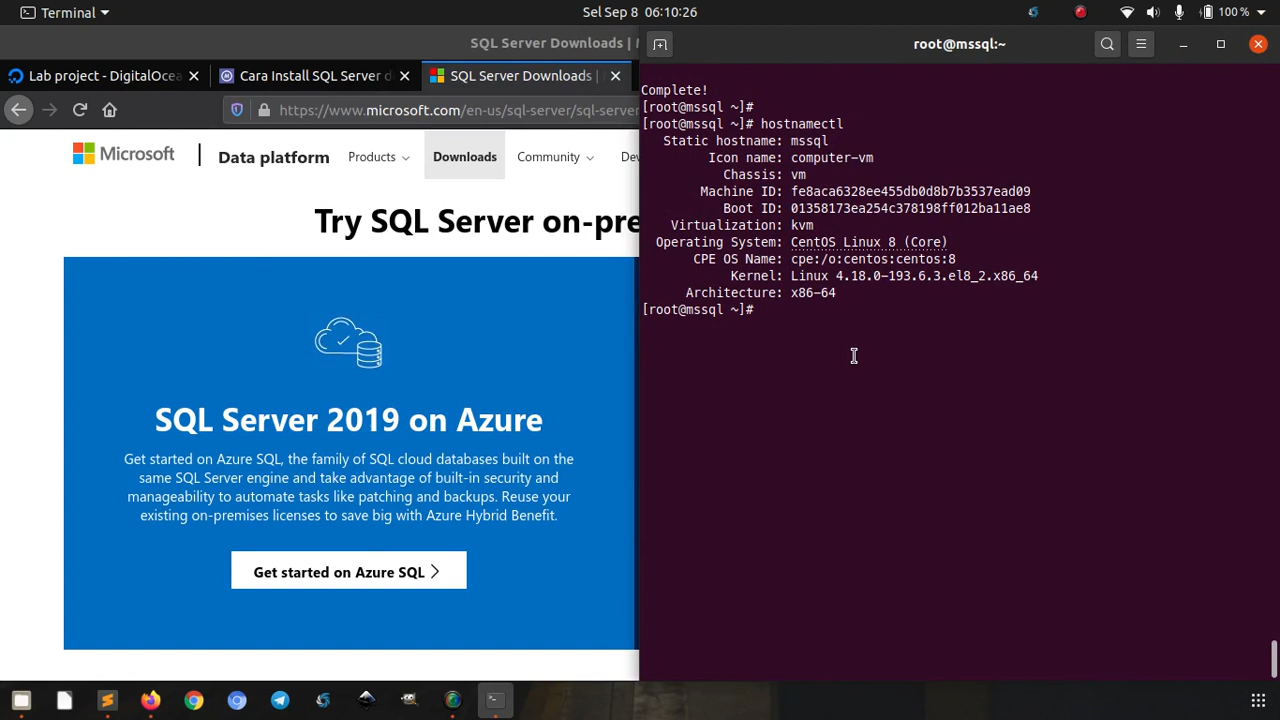 Terminal
Sel Sep 8 06:10:26
100 %
SQL Server Downloads |
Lab project - DigitalOcea
Cara Install SQL Server d
SQL Server Downloads |
https://www.microsoft.com/en-us/sql-server/sql-server
Microsoft
Data platform
Products
Downloads
Community
Dev
Try SQL Server on-pre
SQL Server 2019 on Azure
Get started on Azure SQL, the family of SQL cloud databases built on the
same SQL Server engine and take advantage of built-in security and
manageability to automate tasks like patching and backups. Reuse your
existing on-premises licenses to save big with Azure Hybrid Benefit.
Get started on Azure SQL
root@mssql:~
Complete!
[root@mssql ~]#
[root@mssql ~]# hostnamectl
Static hostname: mssql
Icon name: computer-vm
Chassis: vm
Machine ID: fe8aca6328ee455db0d8b7b3537ead09
Boot ID: 01358173ea254c378198ff012ba11ae8
Virtualization: kvm
Operating System: CentOS Linux 8 (Core)
CPE OS Name: cpe:/o:centos:centos:8
Kernel: Linux 4.18.0-193.6.3.el8_2.x86_64
Architecture: x86-64
[root@mssql ~]#